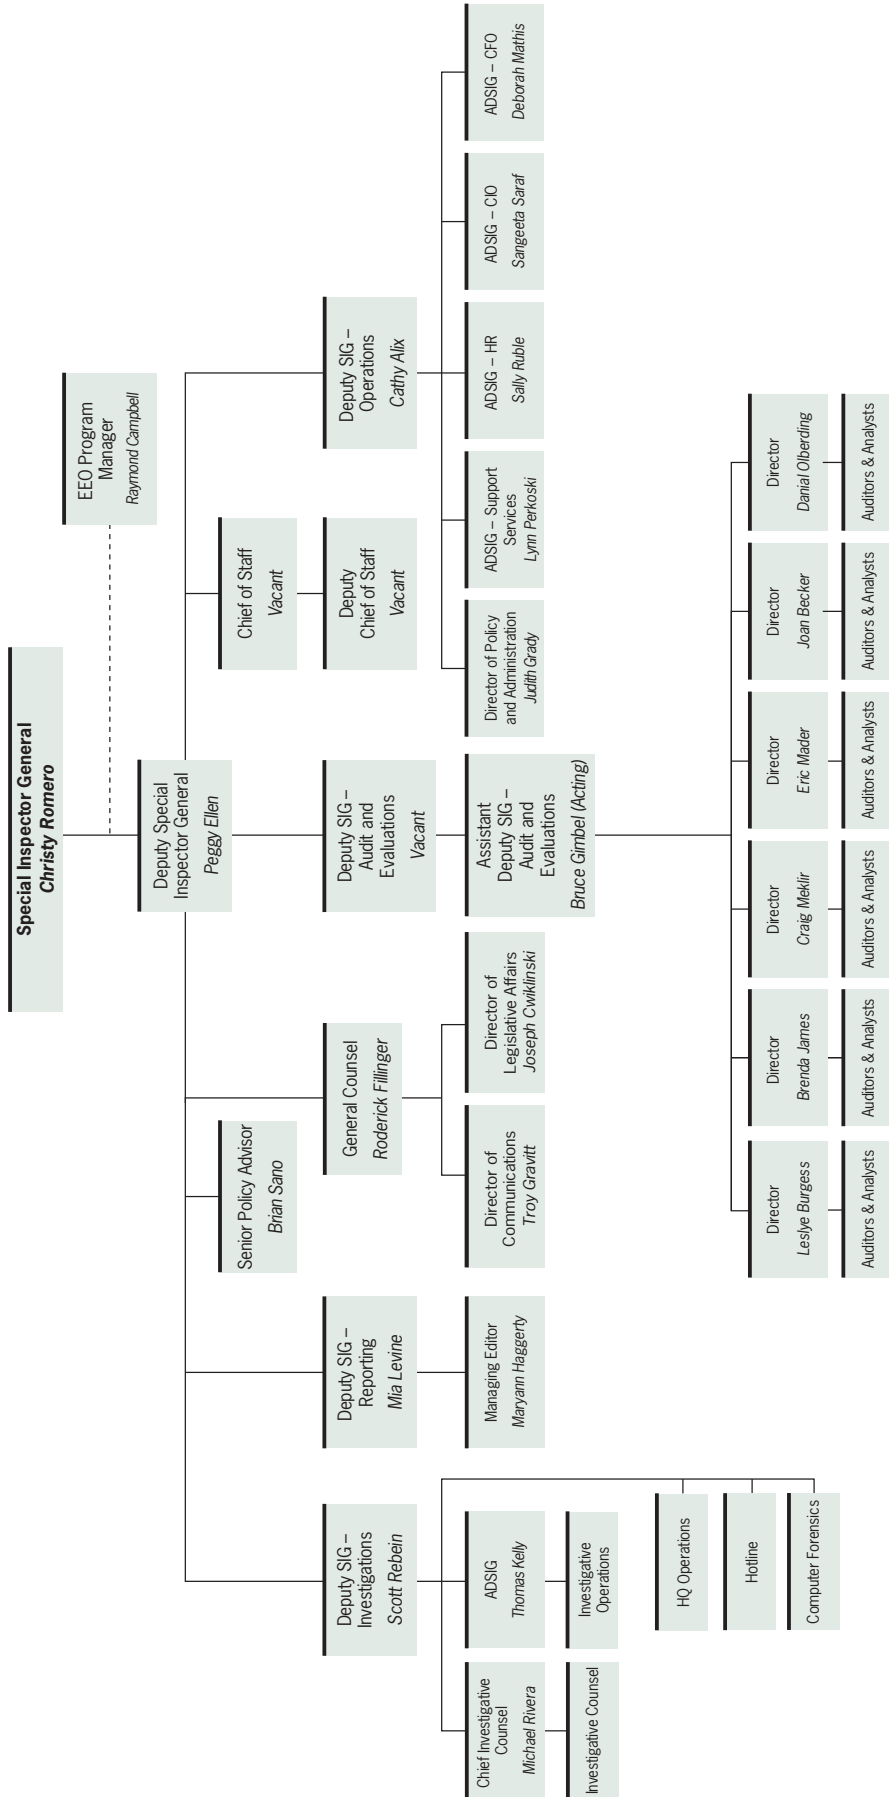 Special Inspector General
Christy Romero
EEO Program
Manager
Raymond Campbell
Deputy Special
Inspector General
Peggy Ellen
Senior Policy Advisor
Brian Sano
Chief of Staff
Vacant
Deputy SIG –
Investigations
Scott Rebein
Deputy SIG –
Reporting
Mia Levine
General Counsel
Roderick Fillinger
Deputy SIG –
Audit and
Evaluations
Vacant
Deputy
Chief of Staff
Vacant
Deputy SIG –
Operations
Cathy Alix
Chief Investigative
Counsel
Michael Rivera
ADSIG
Thomas Kelly
Managing Editor
Maryann Haggerty
Director of
Communications
Troy Gravitt
Director of
Legislative Affairs
Joseph Cwiklinski
Assistant
Deputy SIG –
Audit and
Evaluations
Bruce Gimbel (Acting)
Director of Policy
and Administration
Judith Grady
ADSIG – Support
Services
Lynn Perkoski
ADSIG – HR
Sally Ruble
ADSIG – CIO
Sangeeta Saraf
ADSIG – CFO
Deborah Mathis
Investigative Counsel
Investigative
Operations
HQ Operations
Hotline
Computer Forensics
Director
Leslye Burgess
Director
Brenda James
Director
Craig Meklir
Director
Eric Mader
Director
Joan Becker
Director
Danial Olberding
Auditors & Analysts
Auditors & Analysts
Auditors & Analysts
Auditors & Analysts
Auditors & Analysts
Auditors & Analysts